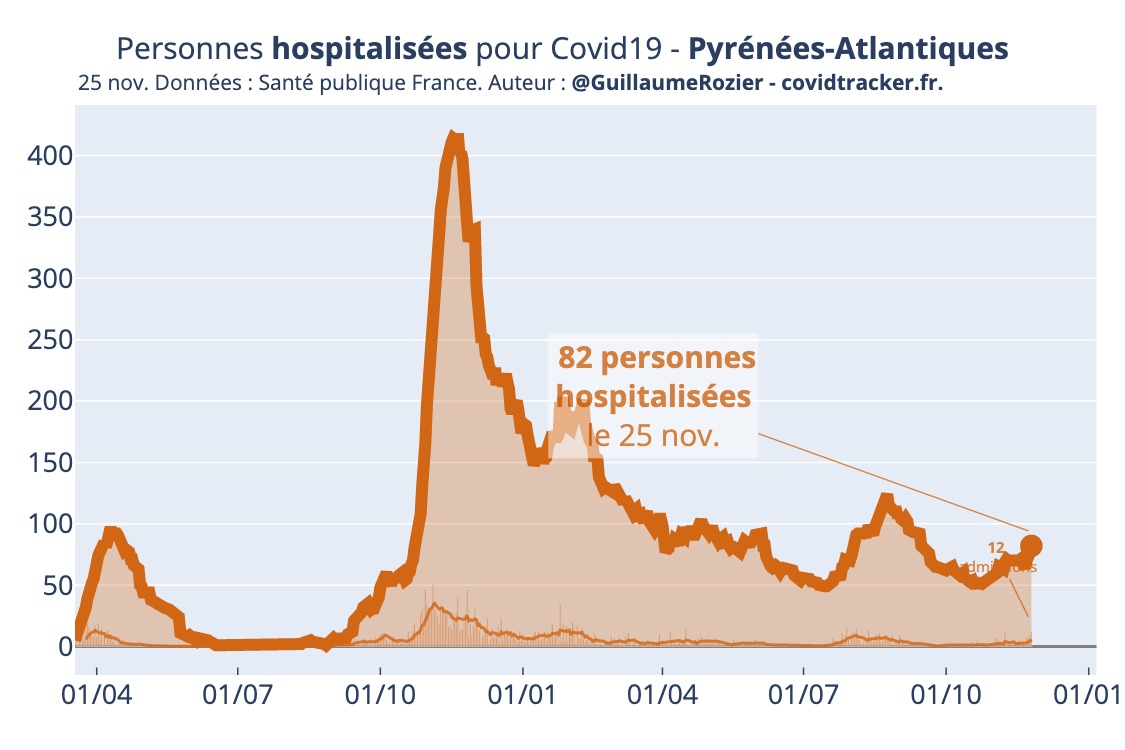 Personnes hospitalisées pour Covid19 - Pyrénées-Atlantiques
25 nov. Données : Santé publique France. Auteur : @GuillaumeRozier - covidtracker.fr.
400
350
300
250
200
150
100
50
0
82 personnes
hospitalisées
le 25 nov.
12
admissions
01/04 01/07 01/10 01/01 01/04 01/07 01/10 01/01